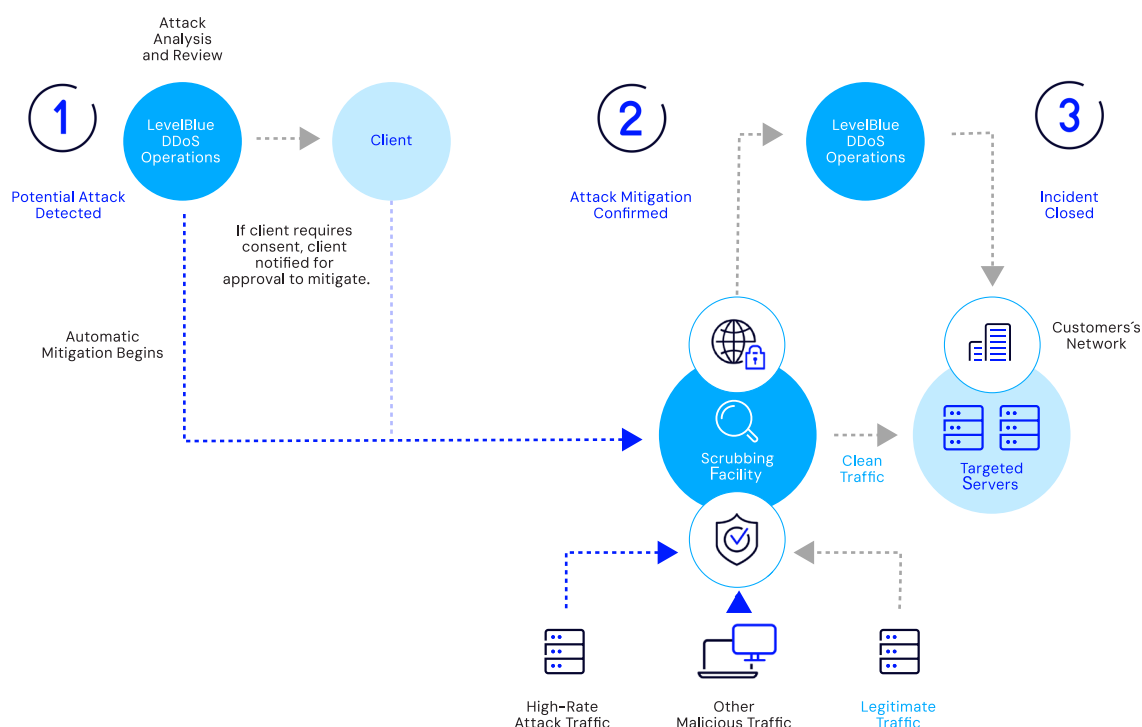 Attack
Analysis
and Review
1
LevelBlue
DDoS
Operations
Client
Potential Attack
Detected
If client requires
consent, client
notified for
approval to mitigate.
Automatic
Mitigation Begins
2
Attack Mitigation
Confirmed
LevelBlue
DDoS
Operations
3
Incident
Closed
Customers´s
Network
Scrubbing
Facility
Clean
Traffic
Targeted
Servers
High-Rate
Attack Traffic
Other
Malicious Traffic
Legitimate
Traffic